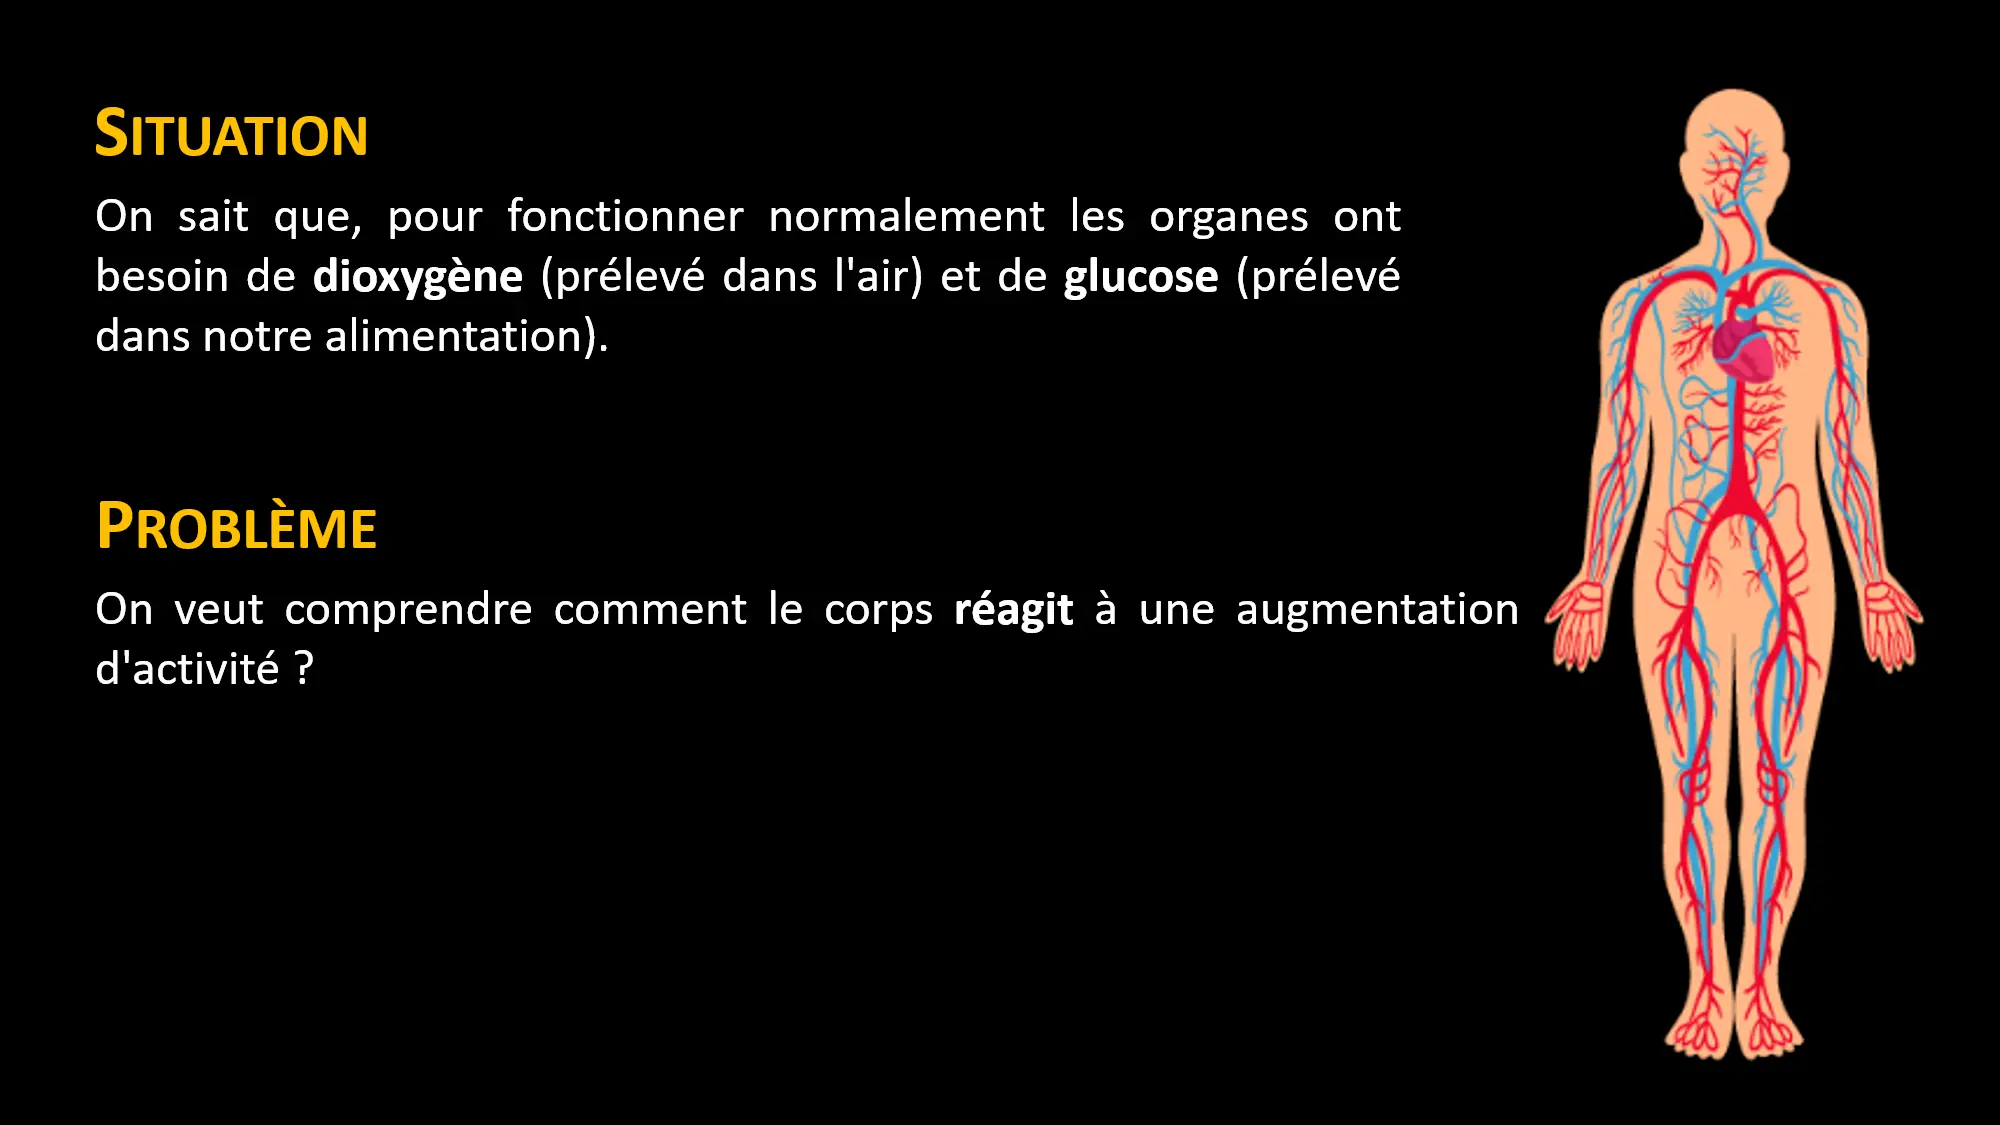 SITUATION
On sait que, pour fonctionner normalement les organes ont
besoin de dioxygène (prélevé dans l'air) et de glucose (prélevé
dans notre alimentation).
PROBLÈME
On veut comprendre comment le corps réagit à une augmentation
d'activité ?